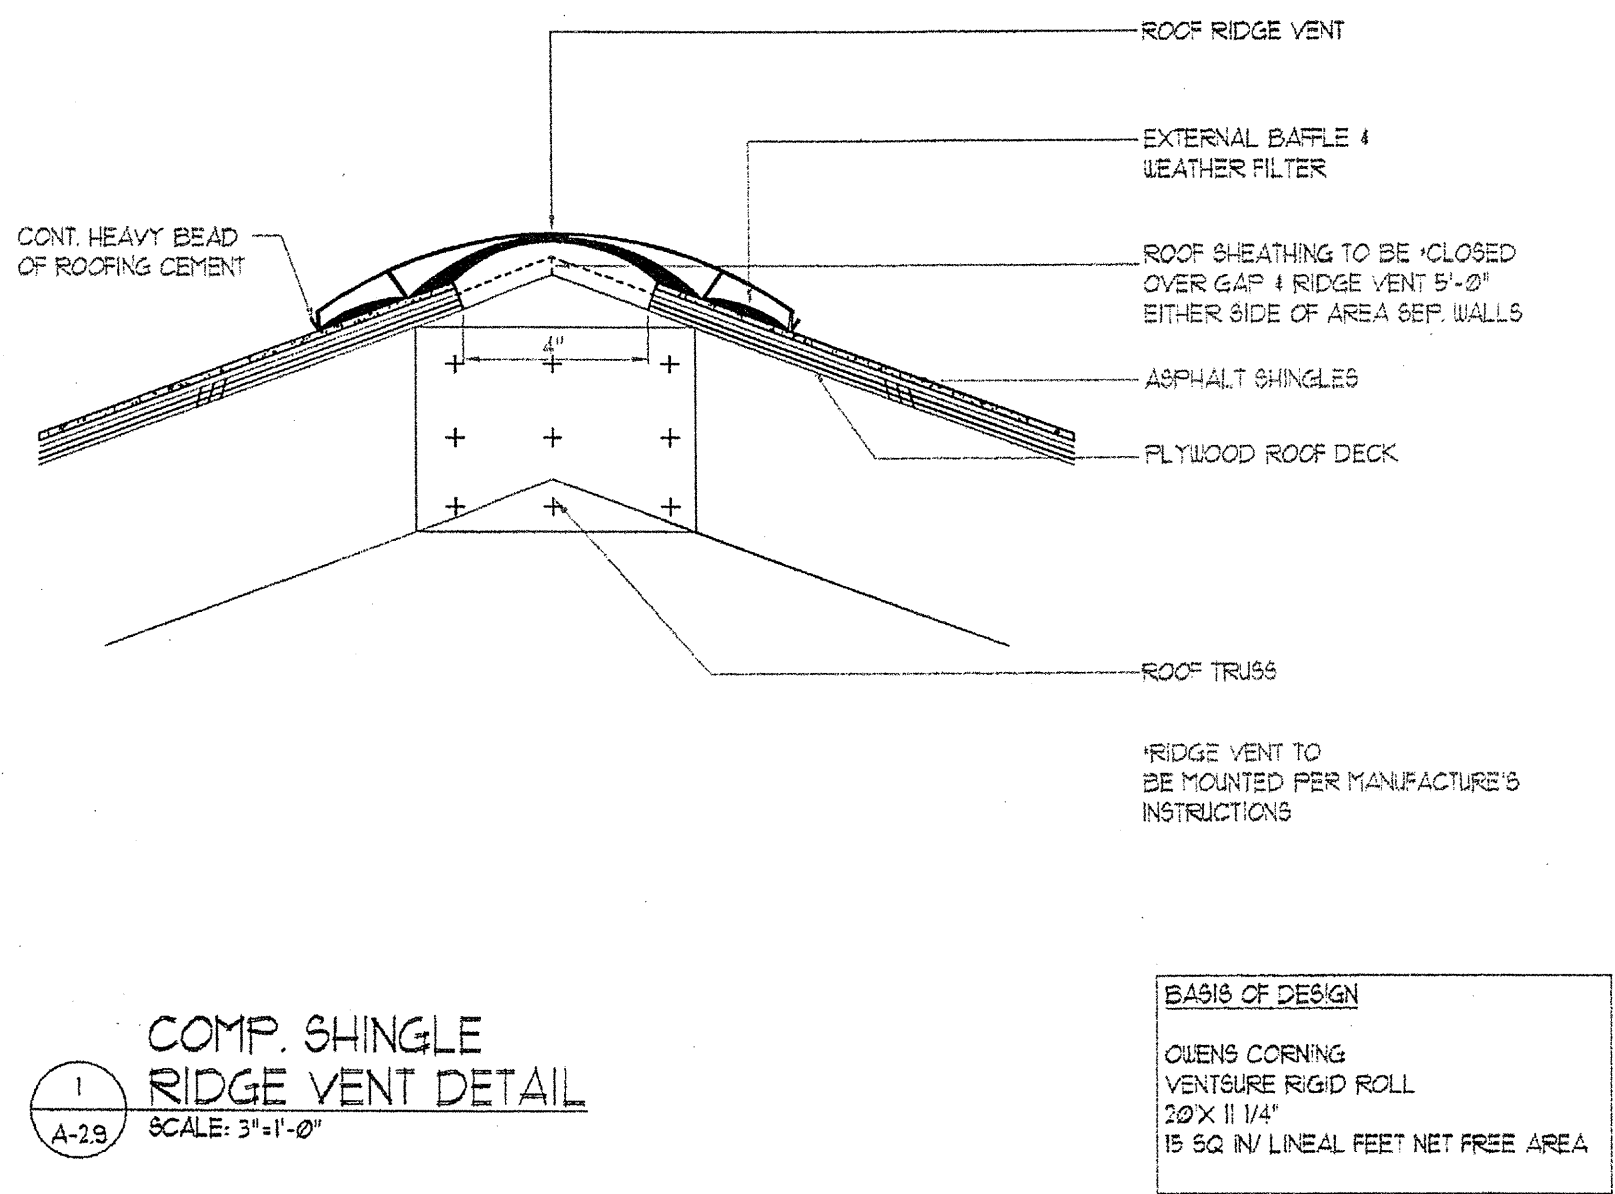 ROOF RIDGE VENT
EXTERNAL BAFFLE &
WEATHER FILTER
CONT. HEAVY BEAD
OF ROOFING CEMENT
ROOF SHEATHING TO BE *CLOSED
OVER GAP & RIDGE VENT 5'-0"
EITHER SIDE OF AREA SEP. WALLS
4"
ASPHALT SHINGLES
PLYWOOD ROOF DECK
ROOF TRUSS
*RIDGE VENT TO
BE MOUNTED PER MANUFACTURE'S
INSTRUCTIONS
COMP. SHINGLE
RIDGE VENT DETAIL
SCALE: 3"=1'-0"
1
A-2.9
BASIS OF DESIGN
OWENS CORNING
VENTSURE RIGID ROLL
20'X 11 1/4"
15 SQ IN/ LINEAL FEET NET FREE AREA